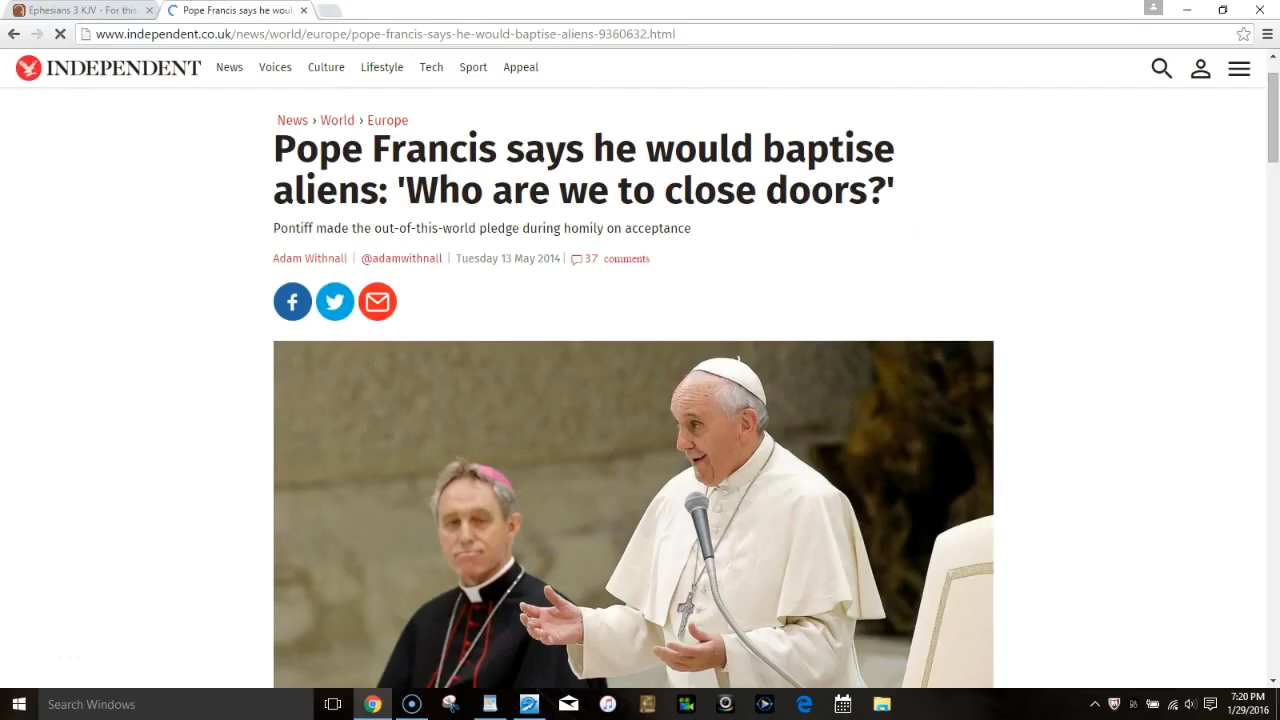 Ephesians 3 KJV - For this
Pope Francis says he woul
www.independent.co.uk/news/world/europe/pope-francis-says-he-would-baptise-aliens-9360632.html
INDEPENDENT
News Voices Culture Lifestyle Tech Sport Appeal
News › World › Europe
Pope Francis says he would baptise
aliens: 'Who are we to close doors?'
Pontiff made the out-of-this-world pledge during homily on acceptance
Adam Withnall | @adamwithnall | Tuesday 13 May 2014 | 37 comments
Search Windows
7:20 PM
1/29/2016